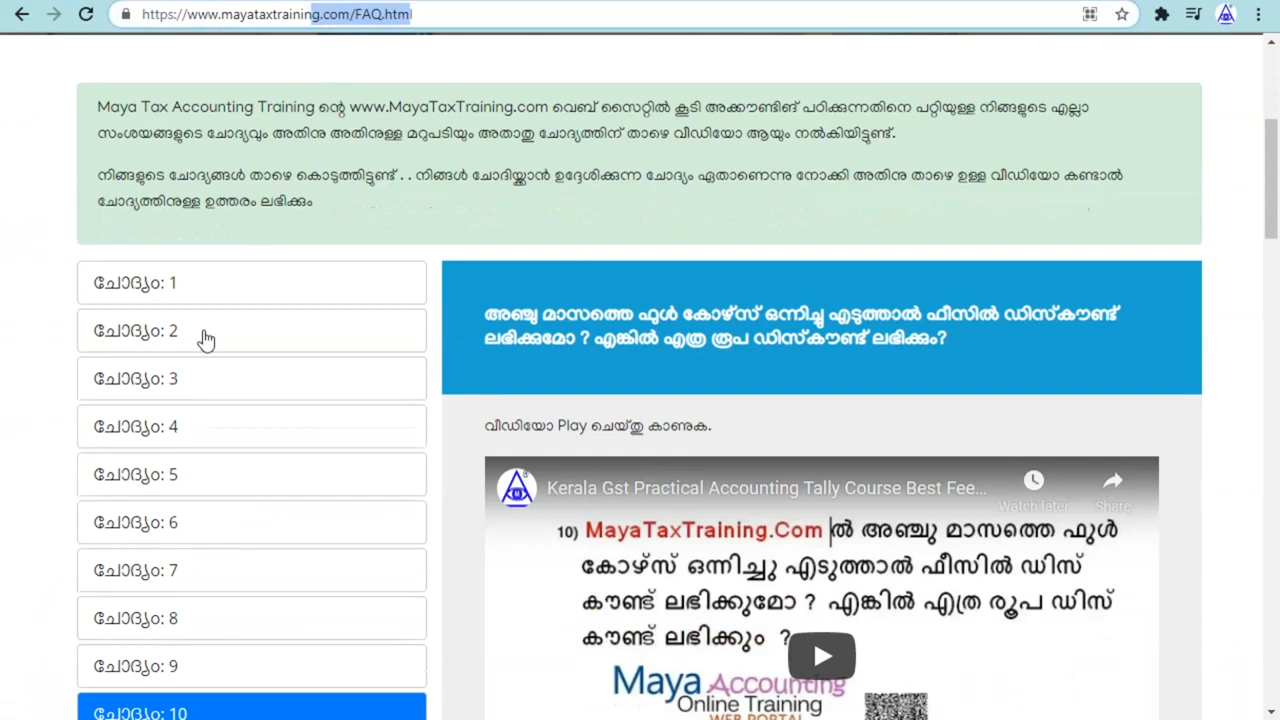 https://www.mayataxtraining.com/FAQ.html
Maya Tax Accounting Training ന്റെ www.MayaTaxTraining.com വെബ് സൈറ്റിൽ കൂടി അക്കൗണ്ടിങ് പഠിക്കുന്നതിനെ പറ്റിയുള്ള നിങ്ങളുടെ എല്ലാ
സംശയങ്ങളുടെ ചോദ്യവും അതിനു അതിനുള്ള മറുപടിയും അതാതു ചോദ്യത്തിന് താഴെ വീഡിയോ ആയും നൽകിയിട്ടുണ്ട്.
നിങ്ങളുടെ ചോദ്യങ്ങൾ താഴെ കൊടുത്തിട്ടുണ്ട് . . നിങ്ങൾ ചോദിയ്ക്കാൻ ഉദ്ദേശിക്കുന്ന ചോദ്യം ഏതാണെന്നു നോക്കി അതിനു താഴെ ഉള്ള വീഡിയോ കണ്ടാൽ
ചോദ്യത്തിനുള്ള ഉത്തരം ലഭിക്കും
ചോദ്യം: 1
ചോദ്യം: 2
ചോദ്യം: 3
ചോദ്യം: 4
ചോദ്യം: 5
ചോദ്യം: 6
ചോദ്യം: 7
ചോദ്യം: 8
ചോദ്യം: 9
ചോദ്യം: 10
അഞ്ചു മാസത്തെ ഫുൾ കോഴ്സ് ഒന്നിച്ചു എടുത്താൽ ഫീസിൽ ഡിസ്‌കൗണ്ട്
ലഭിക്കുമോ ? എങ്കിൽ എത്ര രൂപ ഡിസ്‌കൗണ്ട് ലഭിക്കും?
വീഡിയോ Play ചെയ്തു കാണുക.
Kerala Gst Practical Accounting Tally Course Best Fee...
Watch later
Share
10) MayaTaxTraining.Com ൽ അഞ്ചു മാസത്തെ ഫുൾ
കോഴ്സ് ഒന്നിച്ചു എടുത്താൽ ഫീസിൽ ഡിസ്
കൗണ്ട് ലഭിക്കുമോ ? എങ്കിൽ എത്ര രൂപ ഡിസ്
കൗണ്ട് ലഭിക്കും ?
Maya Accounting
Online Training
WEB PORTAL